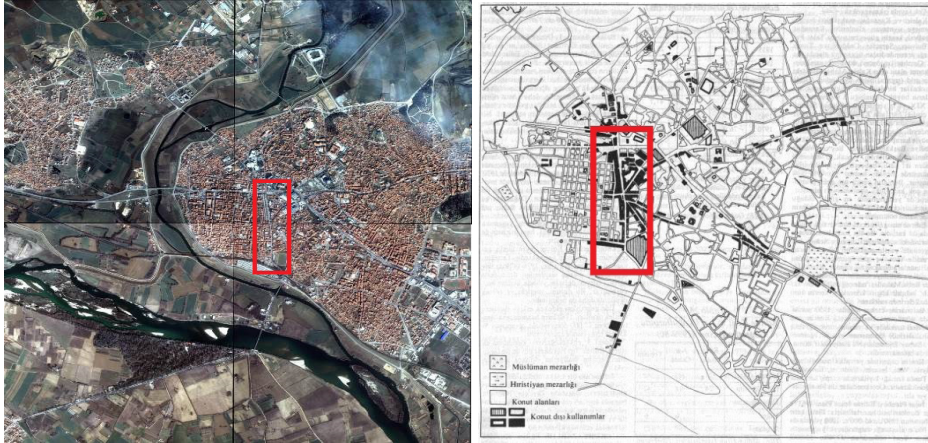 Müslüman mezarlığı
Hıristiyan mezarlığı
Konut alanları
Konut dışı kullanımlar